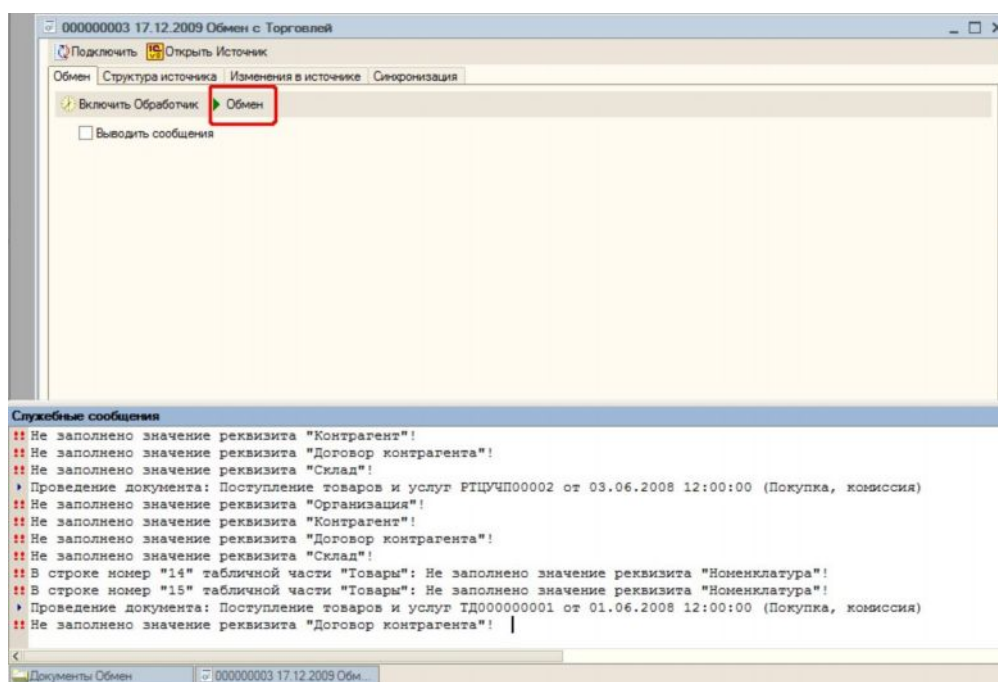 000000003 17.12.2009 Обмен с Торговлей
Подключить Открыть Источник
Обмен Структура источника Изменения в источнике Синхронизация
Включить Обработчик Обмен
Выводить сообщения
Служебные сообщения
!! Не заполнено значение реквизита "Контрагент"!
!! Не заполнено значение реквизита "Договор контрагента"!
!! Не заполнено значение реквизита "Склад"!
Проведение документа: Поступление товаров и услуг РТЦУЧП00002 от 03.06.2008 12:00:00 (Покупка, комиссия)
!! Не заполнено значение реквизита "Организация"!
!! Не заполнено значение реквизита "Контрагент"!
!! Не заполнено значение реквизита "Договор контрагента"!
!! Не заполнено значение реквизита "Склад"!
!! В строке номер "14" табличной части "Товары": Не заполнено значение реквизита "Номенклатура"!
!! В строке номер "15" табличной части "Товары": Не заполнено значение реквизита "Номенклатура"!
Проведение документа: Поступление товаров и услуг ТД000000001 от 01.06.2008 12:00:00 (Покупка, комиссия)
!! Не заполнено значение реквизита "Договор контрагента"!
Документы Обмен 000000003 17.12.2009 Обм...